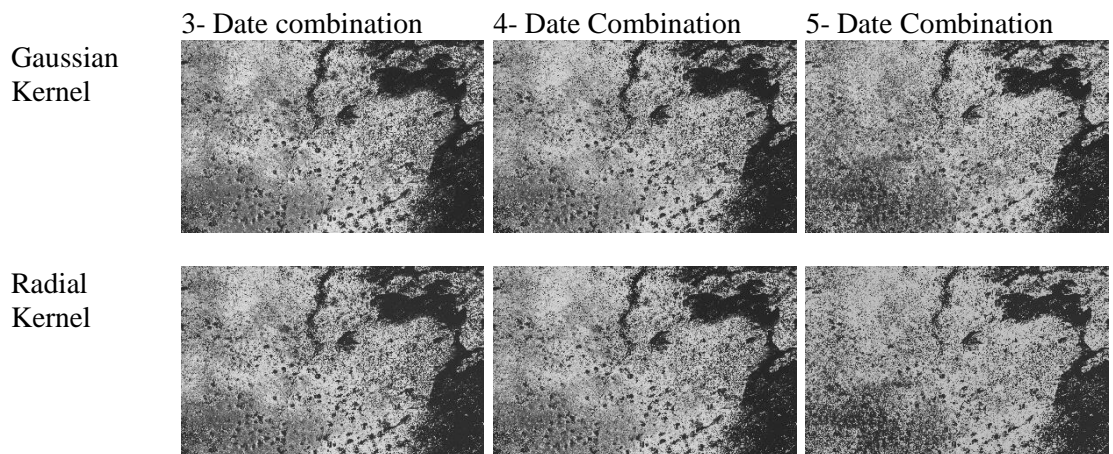 3- Date combination
4- Date Combination
5- Date Combination
Gaussian
Kernel
Radial
Kernel